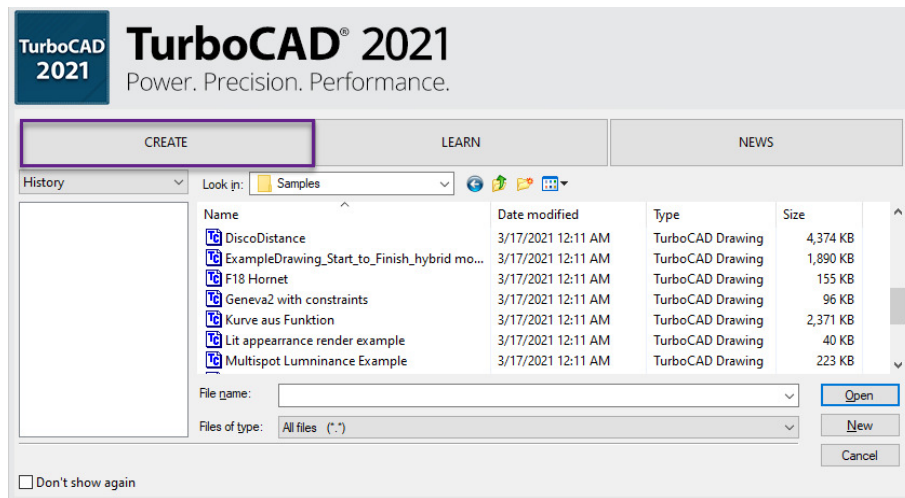 TurboCAD
2021
TurboCAD® 2021
Power. Precision. Performance.
CREATE LEARN NEWS
History Look in: Samples
Name Date modified Type Size
DiscoDistance 3/17/2021 12:11 AM TurboCAD Drawing 4,374 KB
ExampleDrawing_Start_to_Finish_hybrid mo... 3/17/2021 12:11 AM TurboCAD Drawing 1,890 KB
F18 Hornet 3/17/2021 12:11 AM TurboCAD Drawing 155 KB
Geneva2 with constraints 3/17/2021 12:11 AM TurboCAD Drawing 96 KB
Kurve aus Funktion 3/17/2021 12:11 AM TurboCAD Drawing 2,371 KB
Lit appearrance render example 3/17/2021 12:11 AM TurboCAD Drawing 40 KB
Multispot Lumninance Example 3/17/2021 12:11 AM TurboCAD Drawing 223 KB
File name: Open
Files of type: All files (*.*) New
Cancel
Don't show again